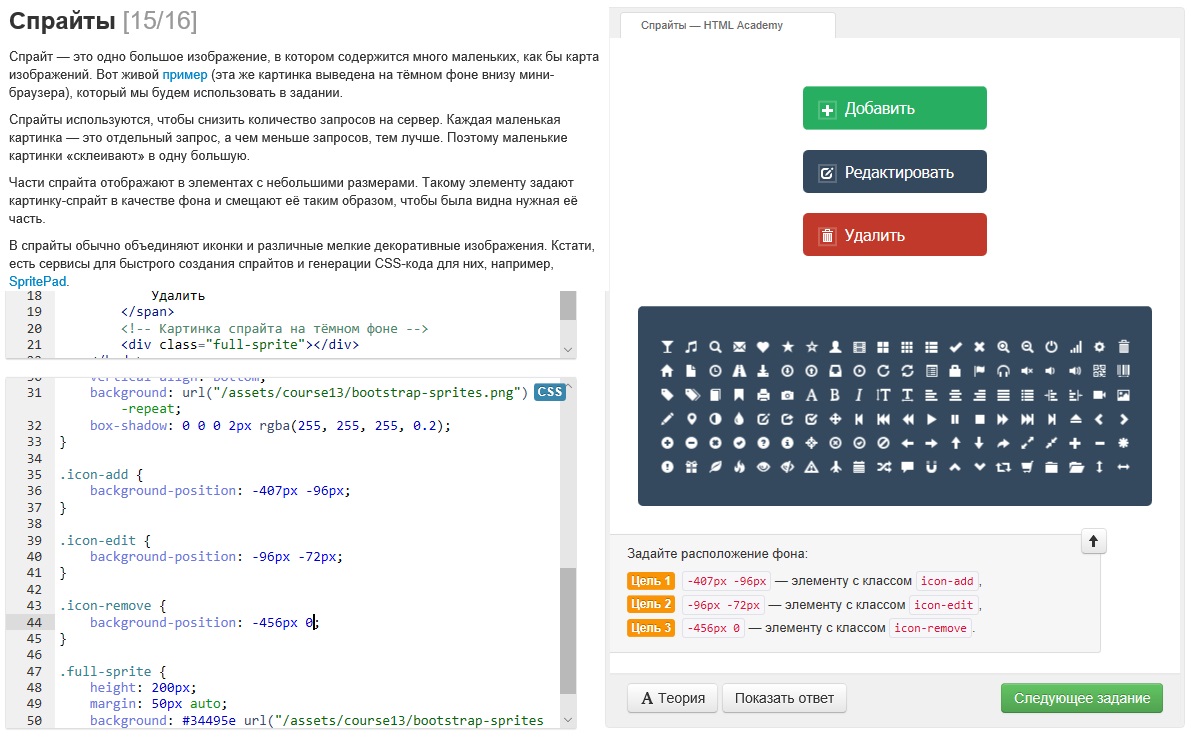 Спрайты [15/16]
Спрайт — это одно большое изображение, в котором содержится много маленьких, как бы карта
изображений. Вот живой пример (эта же картинка выведена на тёмном фоне внизу мини-
браузера), который мы будем использовать в задании.
Спрайты используются, чтобы снизить количество запросов на сервер. Каждая маленькая
картинка — это отдельный запрос, а чем меньше запросов, тем лучше. Поэтому маленькие
картинки «склеивают» в одну большую.
Части спрайта отображают в элементах с небольшими размерами. Такому элементу задают
картинку-спрайт в качестве фона и смещают её таким образом, чтобы была видна нужная её
часть.
В спрайты обычно объединяют иконки и различные мелкие декоративные изображения. Кстати,
есть сервисы для быстрого создания спрайтов и генерации CSS-кода для них, например,
SpritePad.
18 Удалить
19 </span>
20 <!-- Картинка спрайта на тёмном фоне -->
21 <div class="full-sprite"></div>
CSS
30 vertical-align: bottom;
31 background: url("/assets/course13/bootstrap-sprites.png")
-repeat;
32 box-shadow: 0 0 0 2px rgba(255, 255, 255, 0.2);
33 }
34
35 .icon-add {
36 background-position: -407px -96px;
37 }
38
39 .icon-edit {
40 background-position: -96px -72px;
41 }
42
43 .icon-remove {
44 background-position: -456px 0;
45 }
46
47 .full-sprite {
48 height: 200px;
49 margin: 50px auto;
50 background: #34495e url("/assets/course13/bootstrap-sprites
Спрайты — HTML Academy
Добавить
Редактировать
Удалить
Задайте расположение фона:
Цель 1 -407px -96px — элементу с классом icon-add,
Цель 2 -96px -72px — элементу с классом icon-edit,
Цель 3 -456px 0 — элементу с классом icon-remove.
A Теория
Показать ответ
Следующее задание